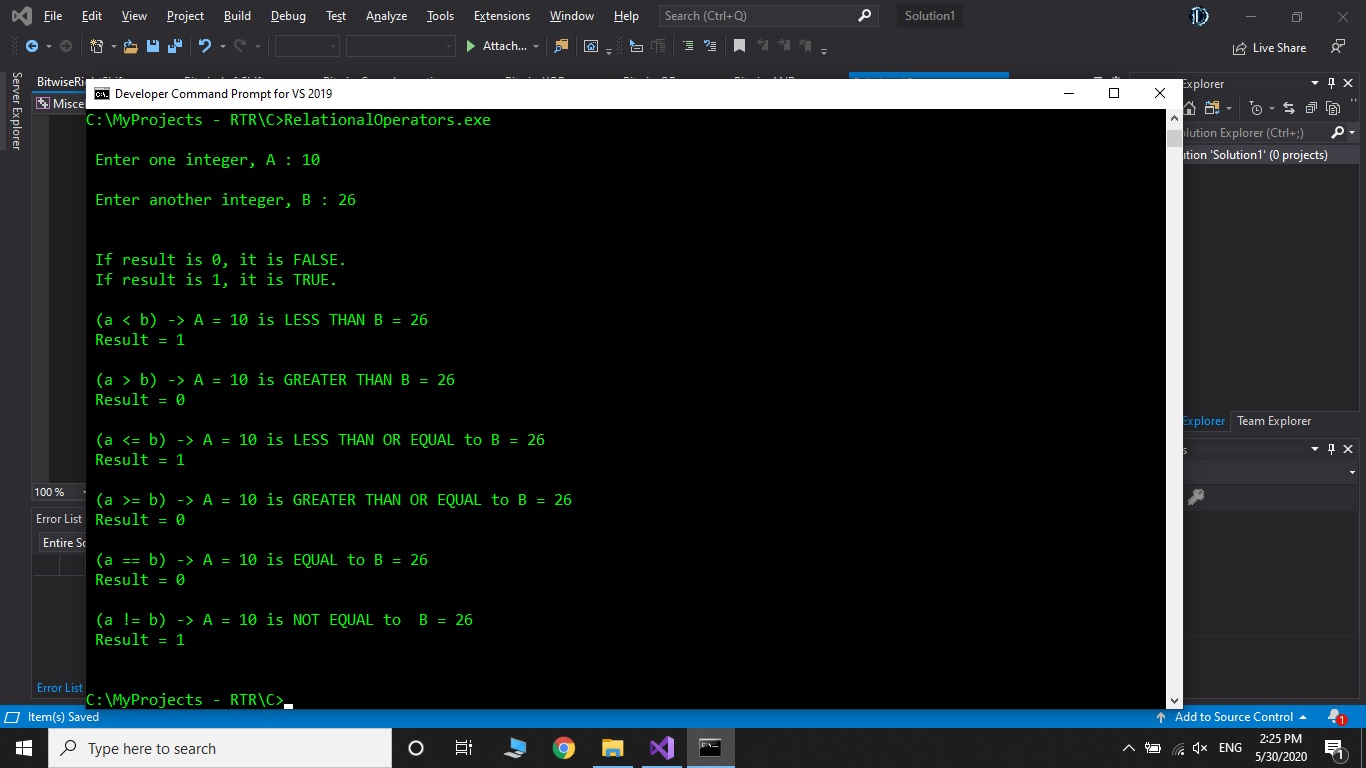 File Edit View Project Build Debug Test Analyze Tools Extensions Window Help Search (Ctrl+Q) Solution1
Attach... Live Share
Server Explorer
Developer Command Prompt for VS 2019
Explorer
Explorer (Ctrl+;)
'Solution1' (0 projects)
C:\MyProjects - RTR\C>RelationalOperators.exe
Enter one integer, A : 10
Enter another integer, B : 26
If result is 0, it is FALSE.
If result is 1, it is TRUE.
(a < b) -> A = 10 is LESS THAN B = 26
Result = 1
(a > b) -> A = 10 is GREATER THAN B = 26
Result = 0
(a <= b) -> A = 10 is LESS THAN OR EQUAL to B = 26
Result = 1
(a >= b) -> A = 10 is GREATER THAN OR EQUAL to B = 26
Result = 0
(a == b) -> A = 10 is EQUAL to B = 26
Result = 0
(a != b) -> A = 10 is NOT EQUAL to  B = 26
Result = 1
C:\MyProjects - RTR\C>
Explorer Team Explorer
100 %
Error List
Entire
Error List
Item(s) Saved Add to Source Control 1
Type here to search ENG 2:25 PM
5/30/2020 1